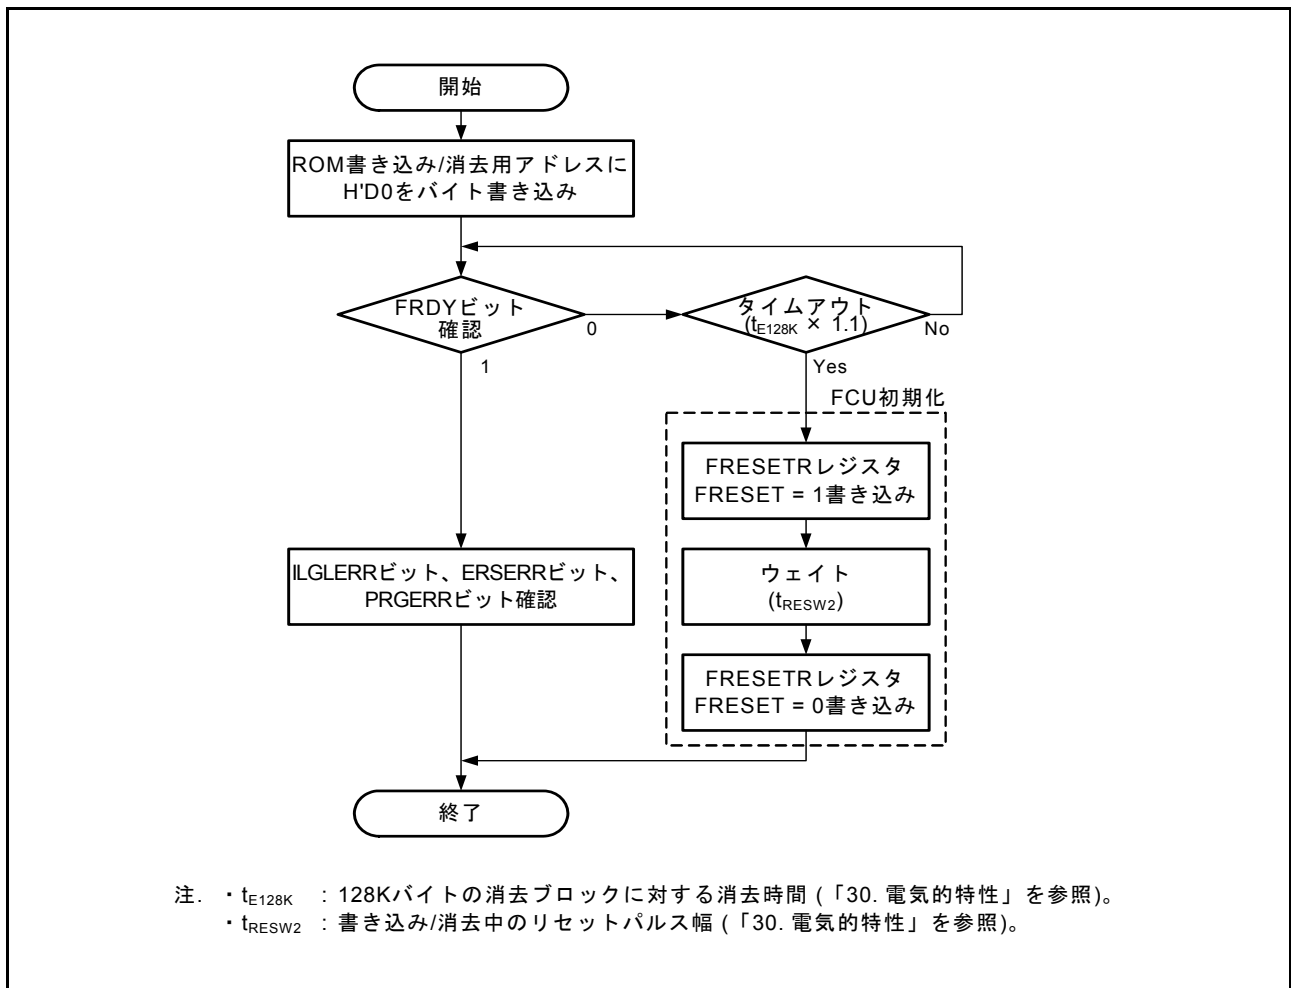 開始
ROM書き込み/消去用アドレスに
H'D0をバイト書き込み
FRDYビット
確認
0
1
タイムアウト
(tE128K × 1.1)
No
Yes
FCU初期化
FRESETRレジスタ
FRESET = 1書き込み
ウェイト
(tRESW2)
FRESETRレジスタ
FRESET = 0書き込み
ILGLERRビット、ERSERRビット、
PRGERRビット確認
終了
注. ・tE128K : 128Kバイトの消去ブロックに対する消去時間 (「30. 電気的特性」を参照)。
・tRESW2 : 書き込み/消去中のリセットパルス幅 (「30. 電気的特性」を参照)。